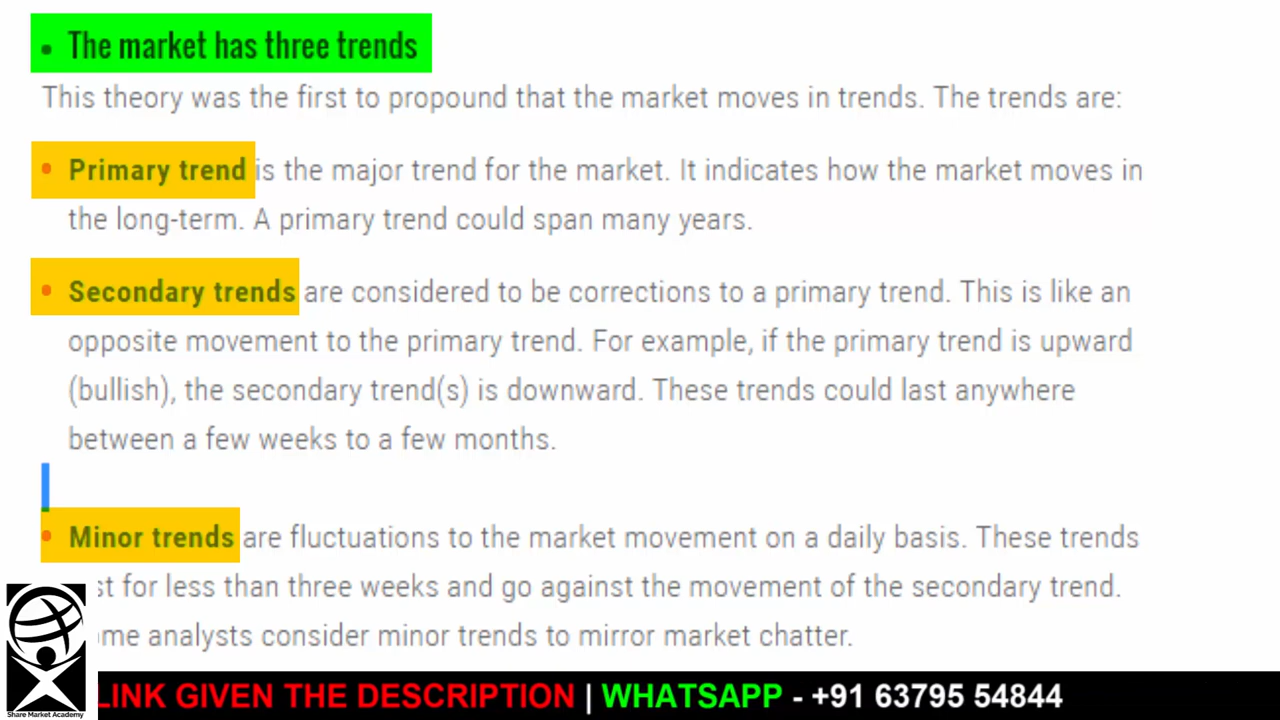 • The market has three trends
This theory was the first to propound that the market moves in trends. The trends are:
• Primary trend is the major trend for the market. It indicates how the market moves in
the long-term. A primary trend could span many years.
• Secondary trends are considered to be corrections to a primary trend. This is like an
opposite movement to the primary trend. For example, if the primary trend is upward
(bullish), the secondary trend(s) is downward. These trends could last anywhere
between a few weeks to a few months.
• Minor trends are fluctuations to the market movement on a daily basis. These trends
for less than three weeks and go against the movement of the secondary trend.
analysts consider minor trends to mirror market chatter.
Share Market Academy
LINK GIVEN THE DESCRIPTION | WHATSAPP - +91 63795 54844